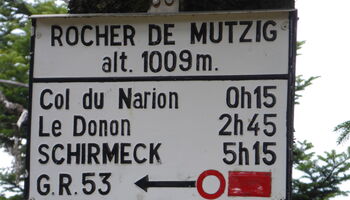 ROCHER DE MUTZIG
alt. 1009m.
Col du Narion 0h15
Le Donon 2h45
SCHIRMECK 5h15
G.R.53